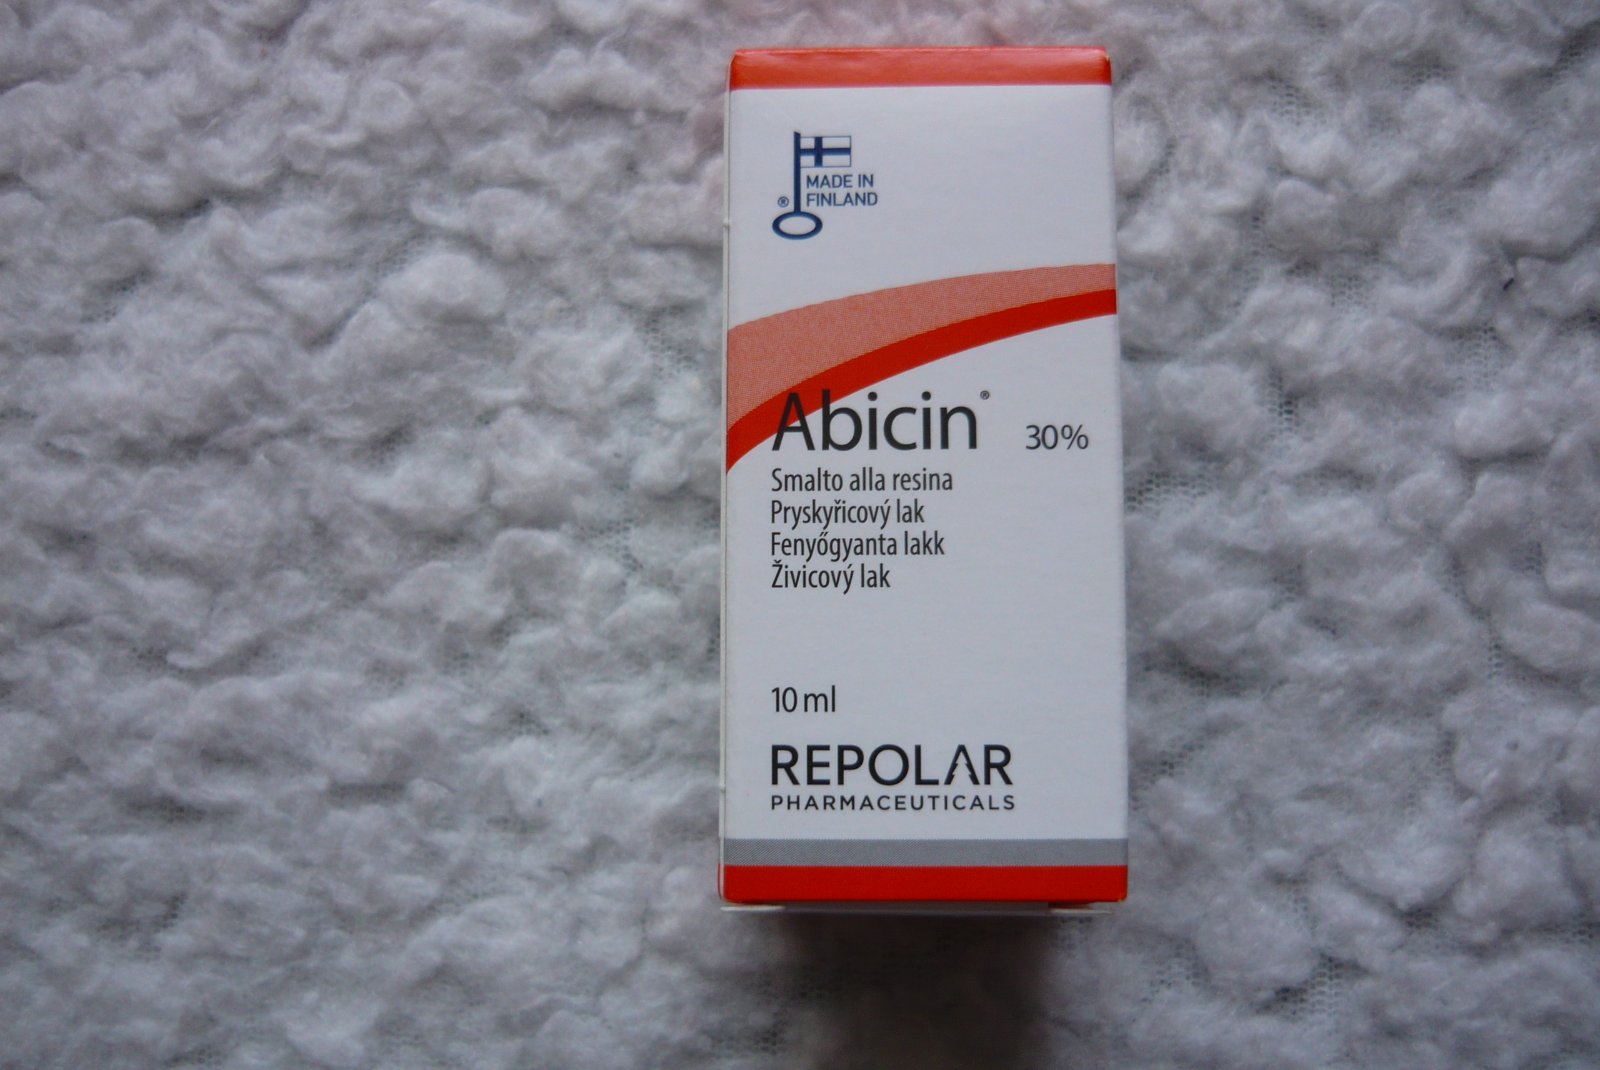 MADE IN
® FINLAND
Abicin® 30%
Smalto alla resina
Pryskyřicový lak
Fenyőgyanta lakk
Živicový lak
10 ml
REPOLAR
PHARMACEUTICALS